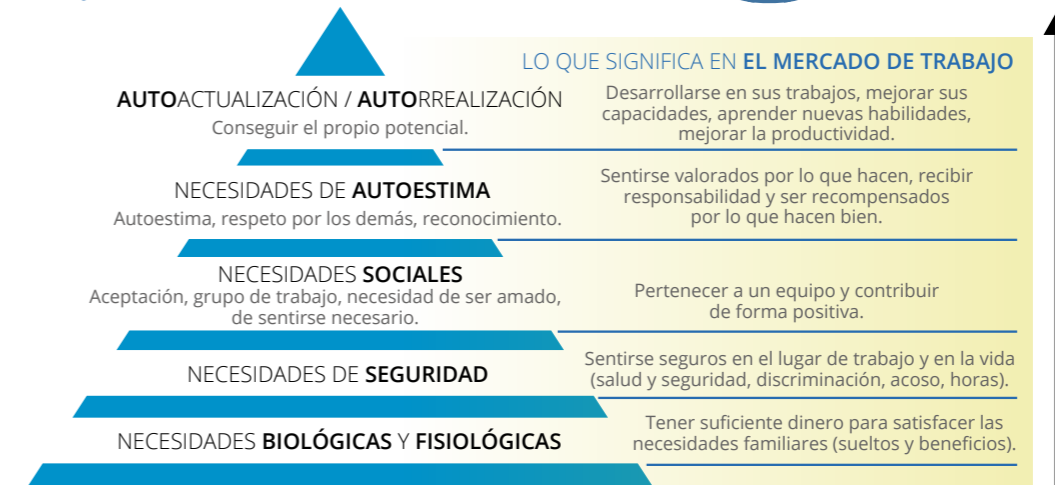 LO QUE SIGNIFICA EN EL MERCADO DE TRABAJO
AUTOACTUALIZACIÓN / AUTORREALIZACIÓN
Conseguir el propio potencial.
Desarrollarse en sus trabajos, mejorar sus
capacidades, aprender nuevas habilidades,
mejorar la productividad.
NECESIDADES DE AUTOESTIMA
Autoestima, respeto por los demás, reconocimiento.
Sentirse valorados por lo que hacen, recibir
responsabilidad y ser recompensados
por lo que hacen bien.
NECESIDADES SOCIALES
Aceptación, grupo de trabajo, necesidad de ser amado,
de sentirse necesario.
Pertenecer a un equipo y contribuir
de forma positiva.
NECESIDADES DE SEGURIDAD
Sentirse seguros en el lugar de trabajo y en la vida
(salud y seguridad, discriminación, acoso, horas).
NECESIDADES BIOLÓGICAS Y FISIOLÓGICAS
Tener suficiente dinero para satisfacer las
necesidades familiares (sueltos y beneficios).